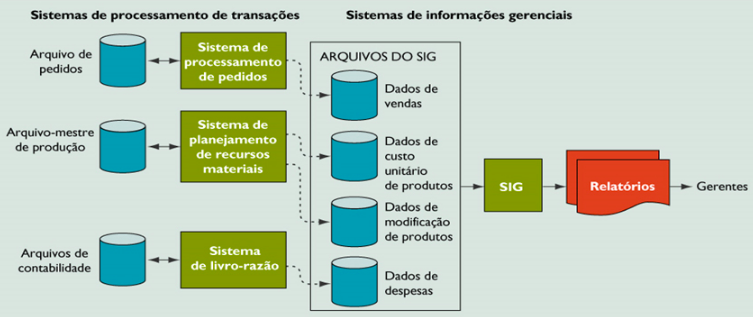 Sistemas de processamento de transações
Sistemas de informações gerenciais
Arquivo de
pedidos
Sistema de
processamento
de pedidos
Arquivo-mestre
de produção
Sistema de
planejamento
de recursos
materiais
Arquivos de
contabilidade
Sistema
de livro-razão
ARQUIVOS DO SIG
Dados de
vendas
Dados de
custo
unitário
de produtos
Dados de
modificação
de produtos
Dados de
despesas
SIG
Relatórios
Gerentes